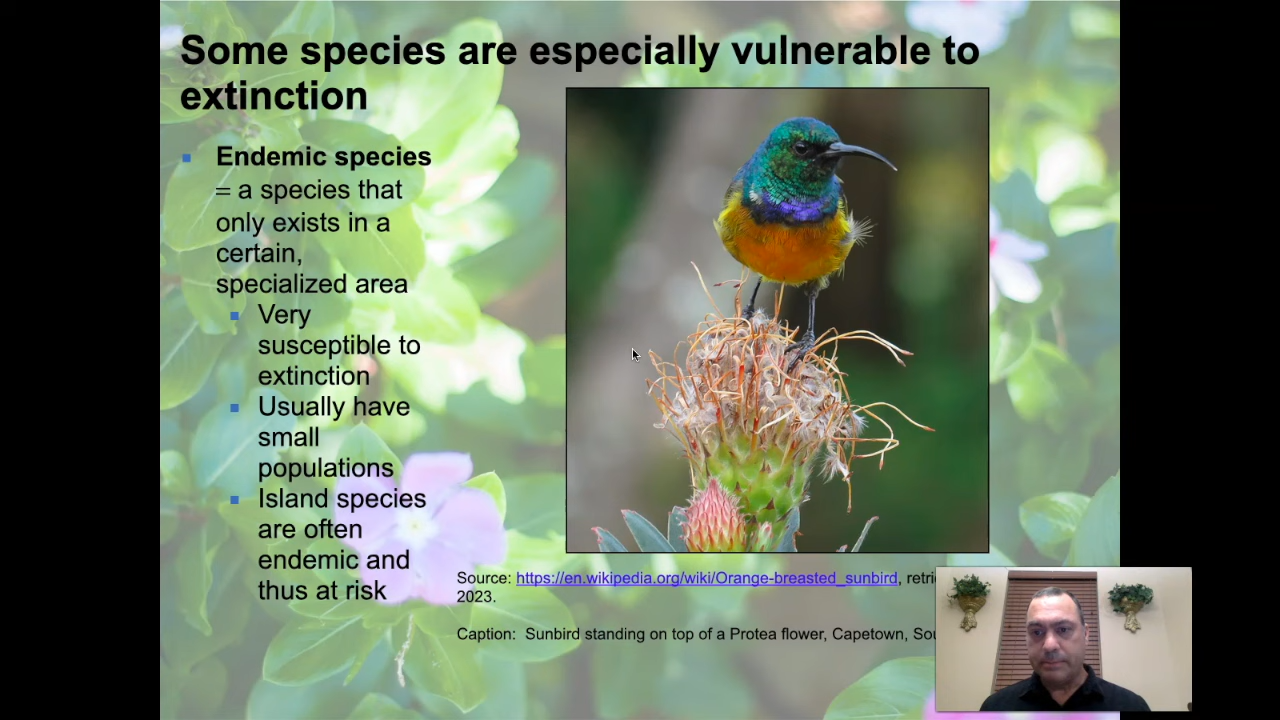 Some species are especially vulnerable to
extinction
Endemic species
= a species that
only exists in a
certain,
specialized area
Very
susceptible to
extinction
Usually have
small
populations
Island species
are often
endemic and
thus at risk
Source: https://en.wikipedia.org/wiki/Orange-breasted_sunbird,
2023.
Caption: Sunbird standing on top of a Protea flower, Capetown,